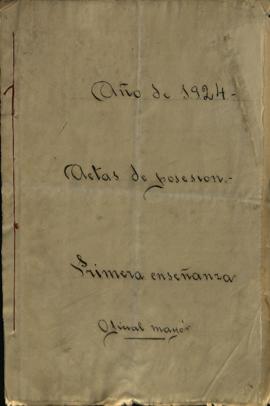 Año de 1924.-
Actas de posesion.-
Primera enseñanza
Oficial mayor